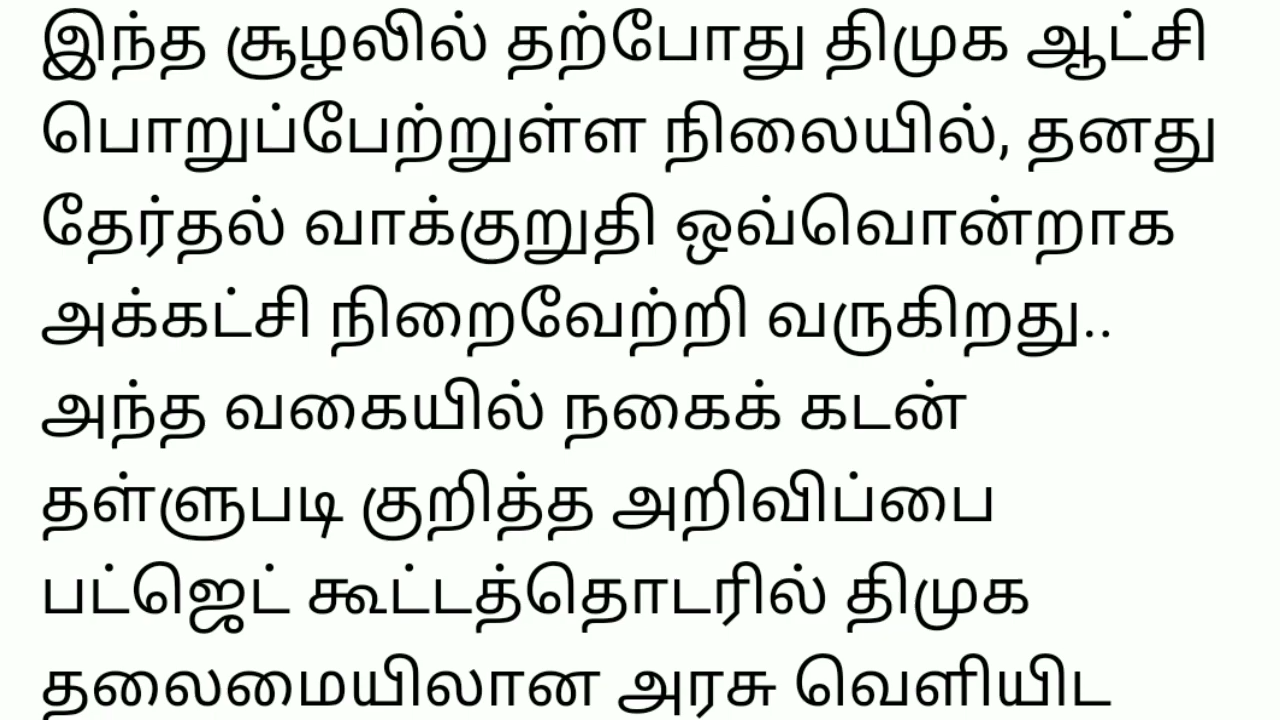 இந்த சூழலில் தற்போது திமுக ஆட்சி
பொறுப்பேற்றுள்ள நிலையில், தனது
தேர்தல் வாக்குறுதி ஒவ்வொன்றாக
அக்கட்சி நிறைவேற்றி வருகிறது..
அந்த வகையில் நகைக் கடன்
தள்ளுபடி குறித்த அறிவிப்பை
பட்ஜெட் கூட்டத்தொடரில் திமுக
தலைமையிலான அரசு வெளியிட